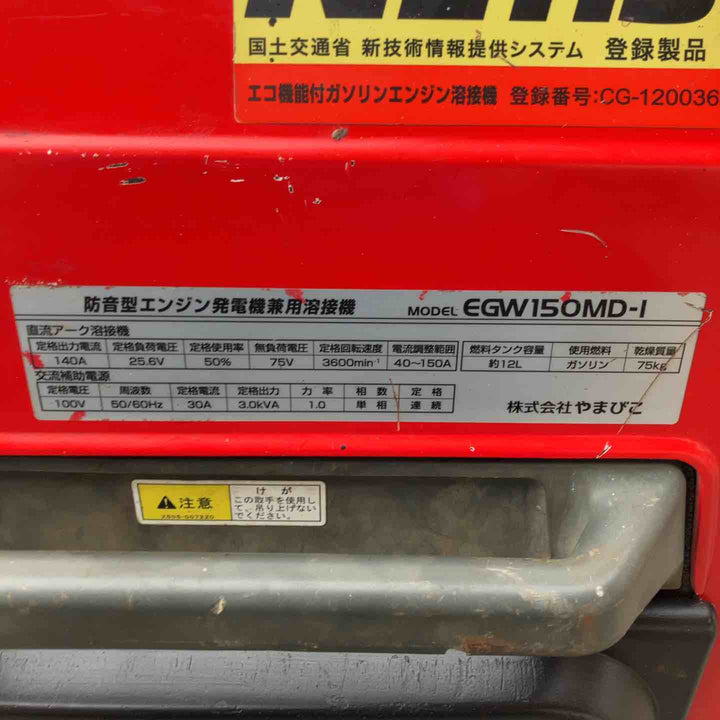 国土交通省 新技術情報提供システム 登録製品
エコ機能付ガソリンエンジン溶接機 登録番号:CG-120036
防音型エンジン発電機兼用溶接機 MODEL EGW150MD-I
直流アーク溶接機
定格出力電流 定格負荷電圧 定格使用率 無負荷電圧 定格回転速度 電流調整範囲 燃料タンク容量 使用燃料 乾燥質量
140A 25.6V 50% 75V 3600min⁻¹ 40~150A 約12L ガソリン 75kg
交流補助電源
定格電圧 周波数 定格電流 定格出力 力率 相数 定格
100V 50/60Hz 30A 3.0kVA 1.0 単相 連続
株式会社やまびこ
注意
けが
この取手を使用し
て、吊り上げない
でください。